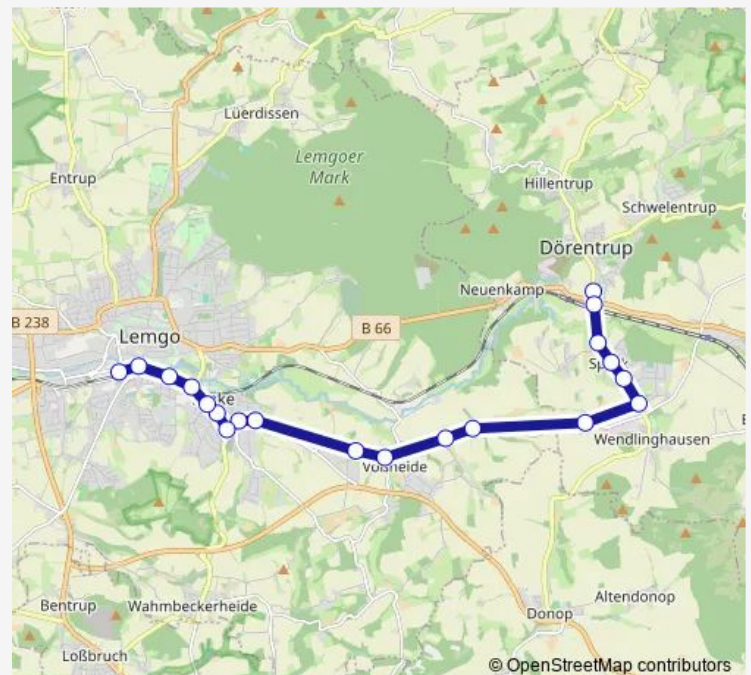 Lüerdissen
Lemgoer
Mark
Entrup
Hillentrup
Schwelentrup
Dörentrup
Neuenkamp
B 238
B 66
Lemgo
Wendlinghausen
Bentrup
Wahmbeckerheide
Altendonop
Donop
Loßbruch
© OpenStreetMap contributors